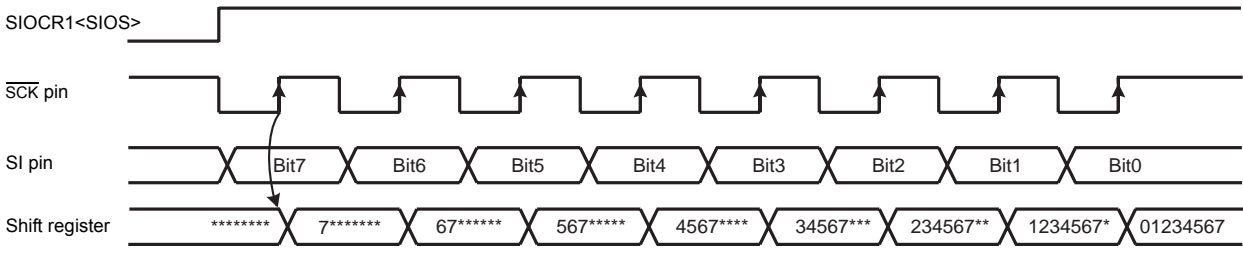 SIOCR1<SIOS>
SCK pin
SI pin Bit7 Bit6 Bit5 Bit4 Bit3 Bit2 Bit1 Bit0
Shift register ******** 7******* 67****** 567***** 4567**** 34567*** 234567** 1234567* 01234567